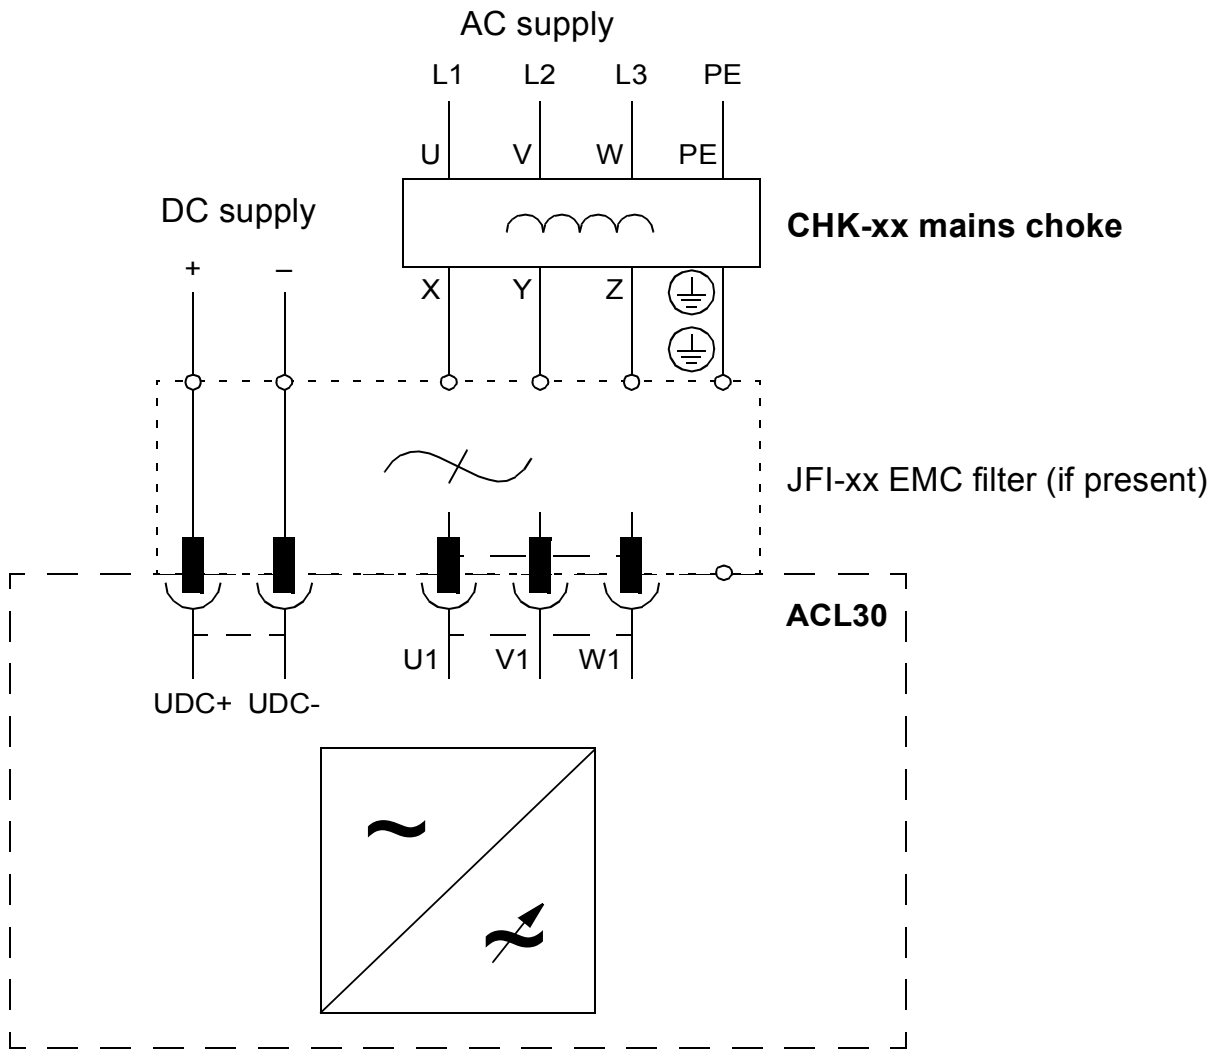 AC supply
L1 L2 L3 PE
U V W PE
DC supply
CHK-xx mains choke
+ –
X Y Z
JFI-xx EMC filter (if present)
ACL30
U1 V1 W1
UDC+ UDC-